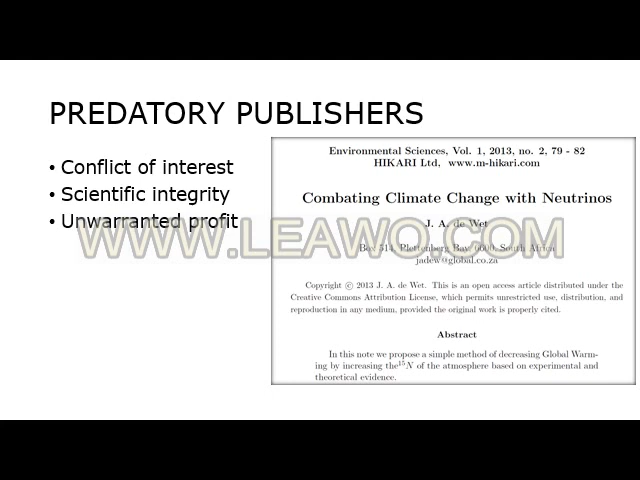 PREDATORY PUBLISHERS
• Conflict of interest
• Scientific integrity
• Unwarranted profit
Environmental Sciences, Vol. 1, 2013, no. 2, 79 - 82
HIKARI Ltd, www.m-hikari.com
Combating Climate Change with Neutrinos
J. A. de Wet
Box 514, Plettenberg Bay, 6600, South Africa
jadew@global.co.za
Copyright © 2013 J. A. de Wet. This is an open access article distributed under the
Creative Commons Attribution License, which permits unrestricted use, distribution, and
reproduction in any medium, provided the original work is properly cited.
Abstract
In this note we propose a simple method of decreasing Global Warm-
ing by increasing the¹⁵N of the atmosphere based on experimental and
theoretical evidence.
WWW.LEAWO.COM